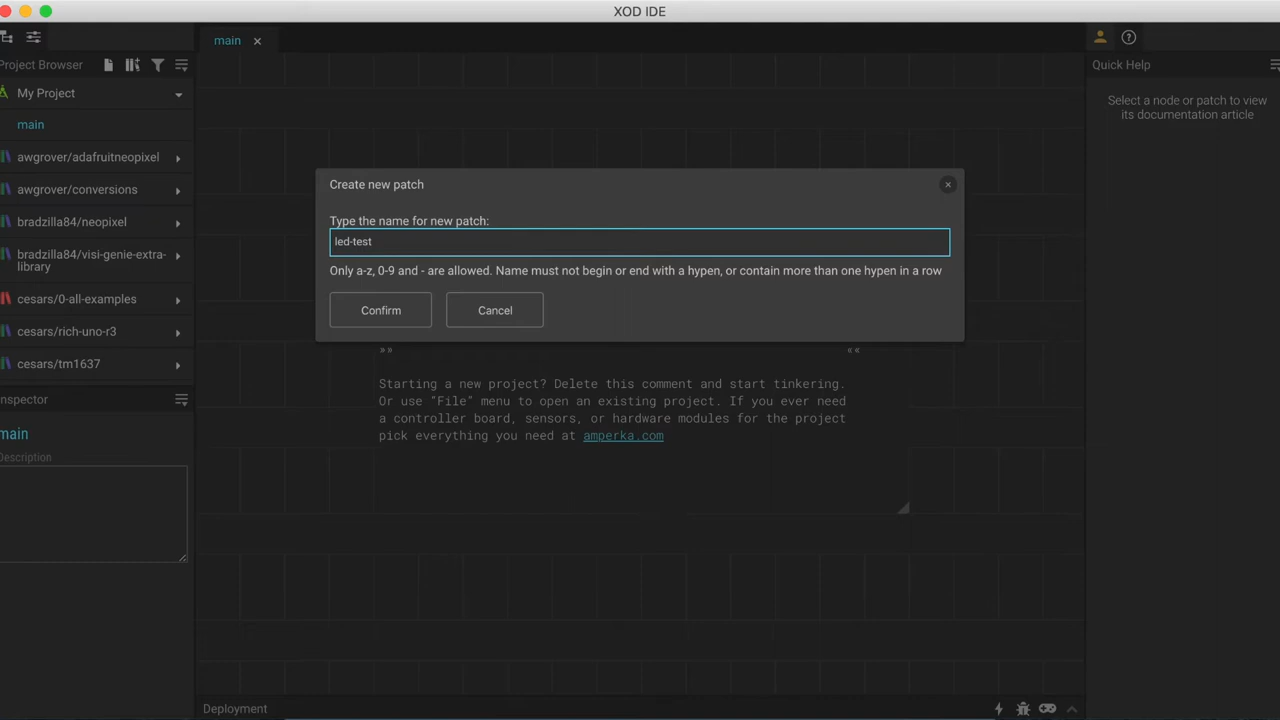 XOD IDE
main
Project Browser
My Project
main
awgrover/adafruitneopixel
awgrover/conversions
bradzilla84/neopixel
bradzilla84/visi-genie-extra-
library
cesars/0-all-examples
cesars/rich-uno-r3
cesars/tm1637
Inspector
main
Description
Create new patch
Type the name for new patch:
led-test
Only a-z, 0-9 and - are allowed. Name must not begin or end with a hypen, or contain more than one hypen in a row
Confirm
Cancel
»» ««
Starting a new project? Delete this comment and start tinkering.
Or use "File" menu to open an existing project. If you ever need
a controller board, sensors, or hardware modules for the project
pick everything you need at amperka.com
Quick Help
Select a node or patch to view
its documentation article
Deployment